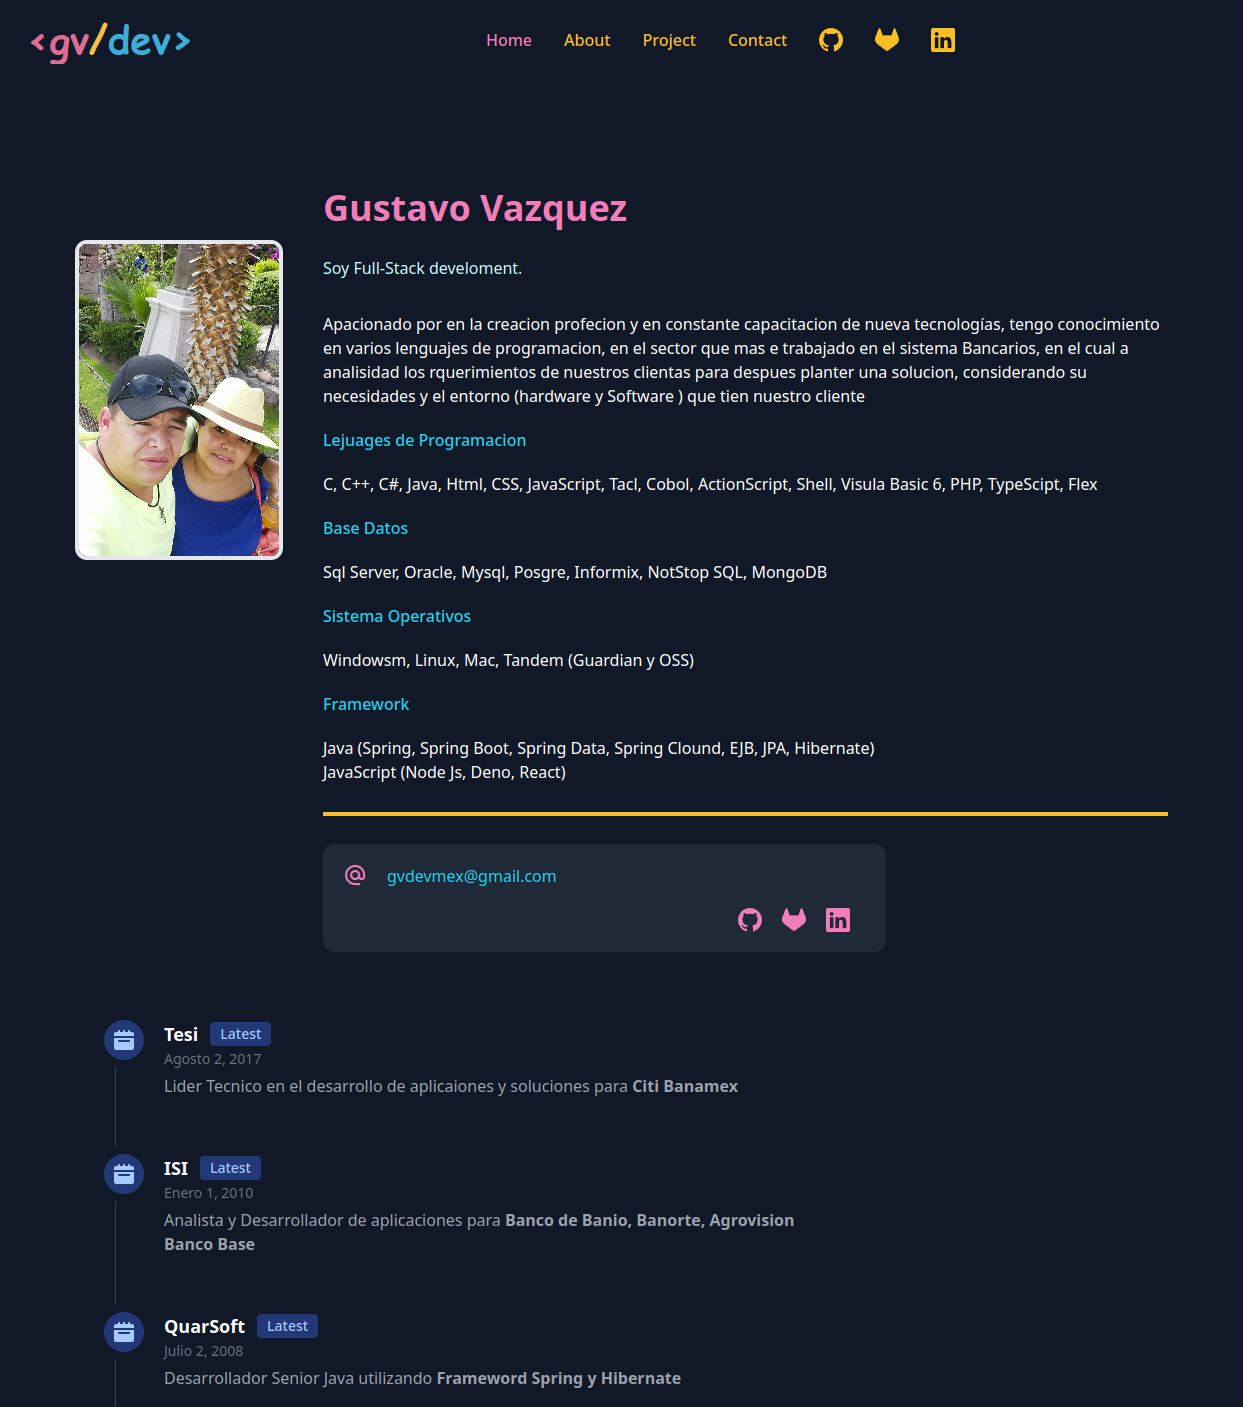 <gv/dev>
Home About Project Contact
Gustavo Vazquez
Soy Full-Stack develoment.
Apacionado por en la creacion profecion y en constante capacitacion de nueva tecnologías, tengo conocimiento
en varios lenguajes de programacion, en el sector que mas e trabajado en el sistema Bancarios, en el cual a
analisidad los rquerimientos de nuestros clientas para despues planter una solucion, considerando su
necesidades y el entorno (hardware y Software ) que tien nuestro cliente
Lejuages de Programacion
C, C++, C#, Java, Html, CSS, JavaScript, Tacl, Cobol, ActionScript, Shell, Visula Basic 6, PHP, TypeScipt, Flex
Base Datos
Sql Server, Oracle, Mysql, Posgre, Informix, NotStop SQL, MongoDB
Sistema Operativos
Windowsm, Linux, Mac, Tandem (Guardian y OSS)
Framework
Java (Spring, Spring Boot, Spring Data, Spring Clound, EJB, JPA, Hibernate)
JavaScript (Node Js, Deno, React)
gvdevmex@gmail.com
Tesi Latest
Agosto 2, 2017
Lider Tecnico en el desarrollo de aplicaiones y soluciones para Citi Banamex
ISI Latest
Enero 1, 2010
Analista y Desarrollador de aplicaciones para Banco de Banio, Banorte, Agrovision
Banco Base
QuarSoft Latest
Julio 2, 2008
Desarrollador Senior Java utilizando Frameword Spring y Hibernate